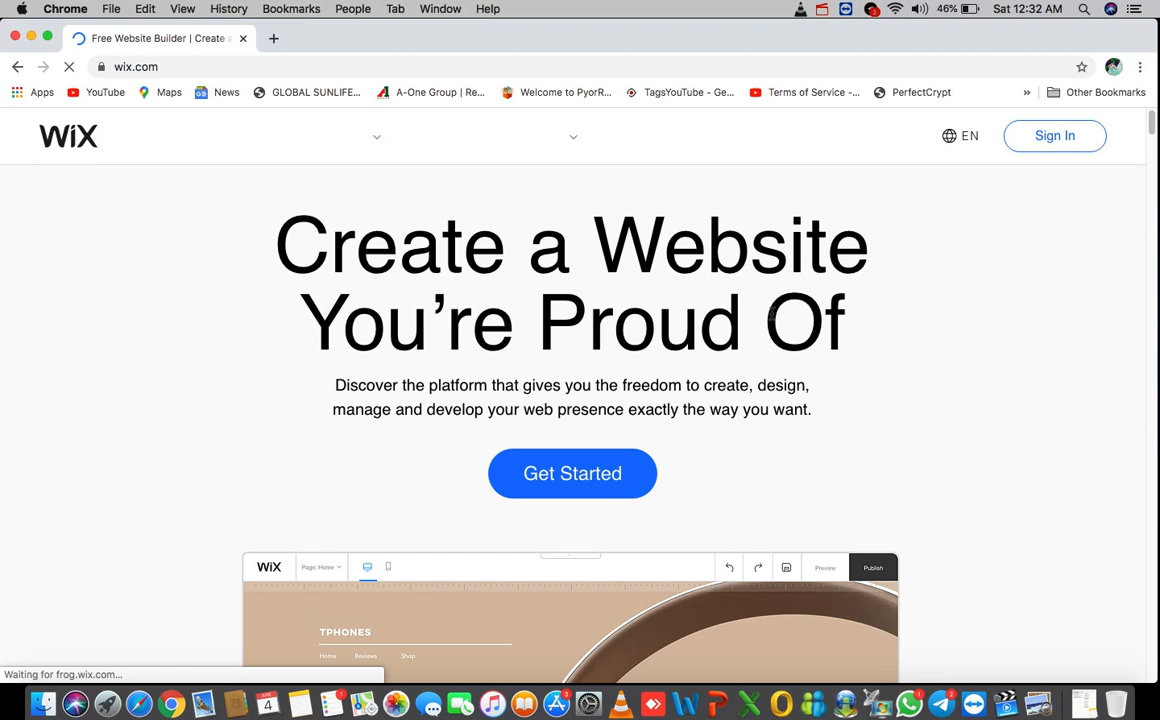 Chrome File Edit View History Bookmarks People Tab Window Help 46% Sat 12:32 AM
Free Website Builder | Create a
wix.com
Apps YouTube Maps News GLOBAL SUNLIFE... A-One Group | Re... Welcome to PyorR... TagsYouTube - Ge... Terms of Service -... PerfectCrypt » Other Bookmarks
WiX EN Sign In
Create a Website
You're Proud Of
Discover the platform that gives you the freedom to create, design,
manage and develop your web presence exactly the way you want.
Get Started
WiX Page: Home Preview Publish
TPHONES
Home Reviews Shop
Waiting for frog.wix.com...